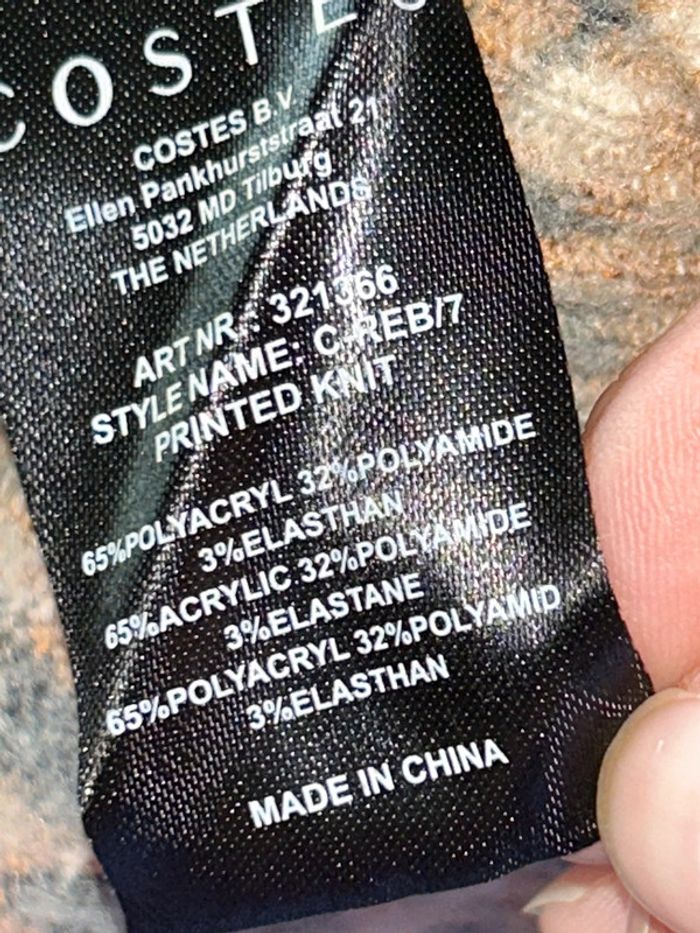 COSTES
COSTES B.V.
Ellen Pankhurststraat 21
5032 MD Tilburg
THE NETHERLANDS
ART NR : 321366
STYLE NAME: C-REB/7
PRINTED KNIT
65%POLYACRYL 32%POLYAMIDE
3%ELASTHAN
65%ACRYLIC 32%POLYAMIDE
3%ELASTANE
65%POLYACRYL 32%POLYAMID
3%ELASTHAN
MADE IN CHINA